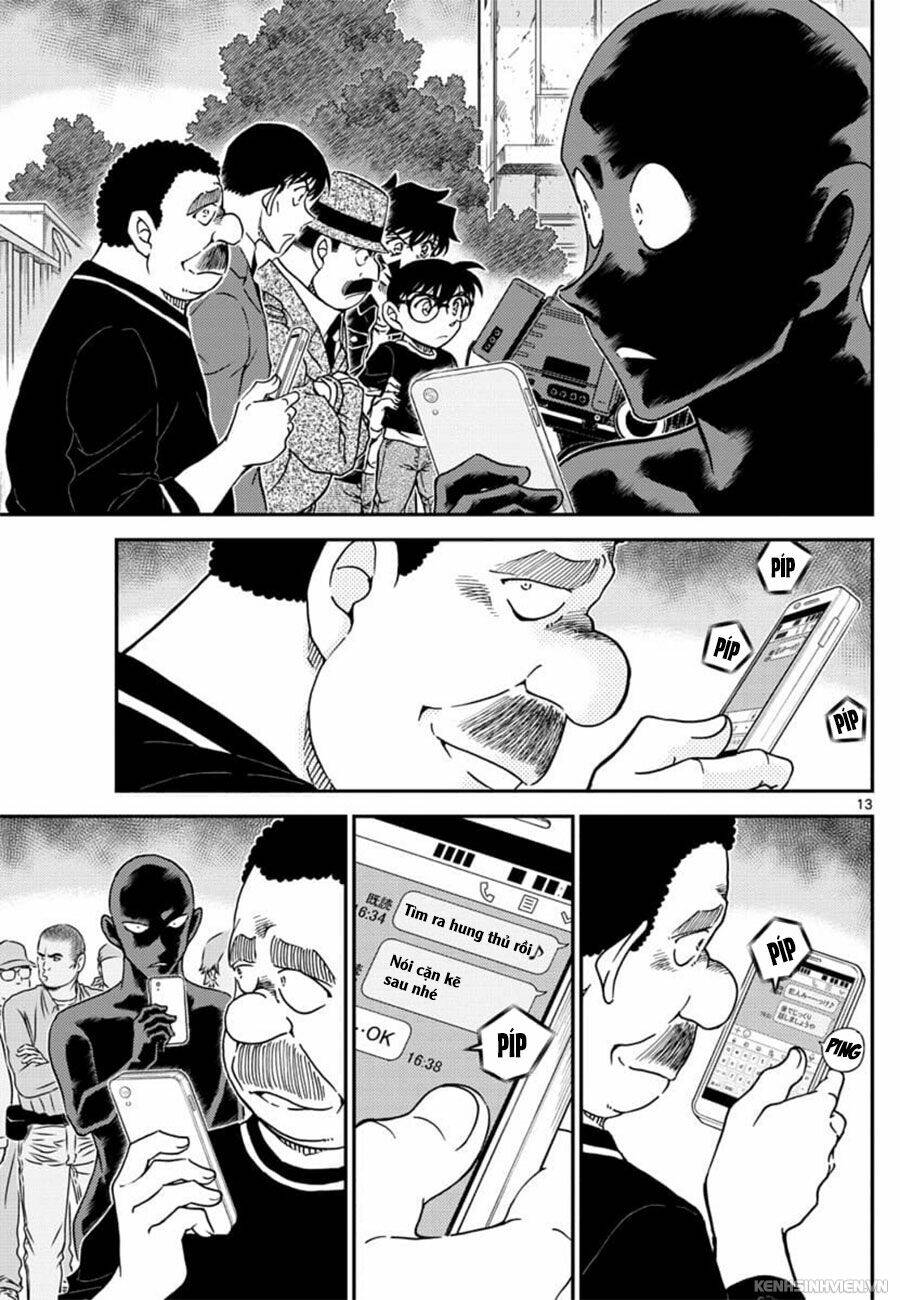 PÍP
PÍP
PÍP
13
既読
16:34
Tìm ra hung thủ rồi♪
Nói cặn kẽ
sau nhé
PÍP
…OK
16:38
PÍP
PING
KENHSINHVIEN.VN